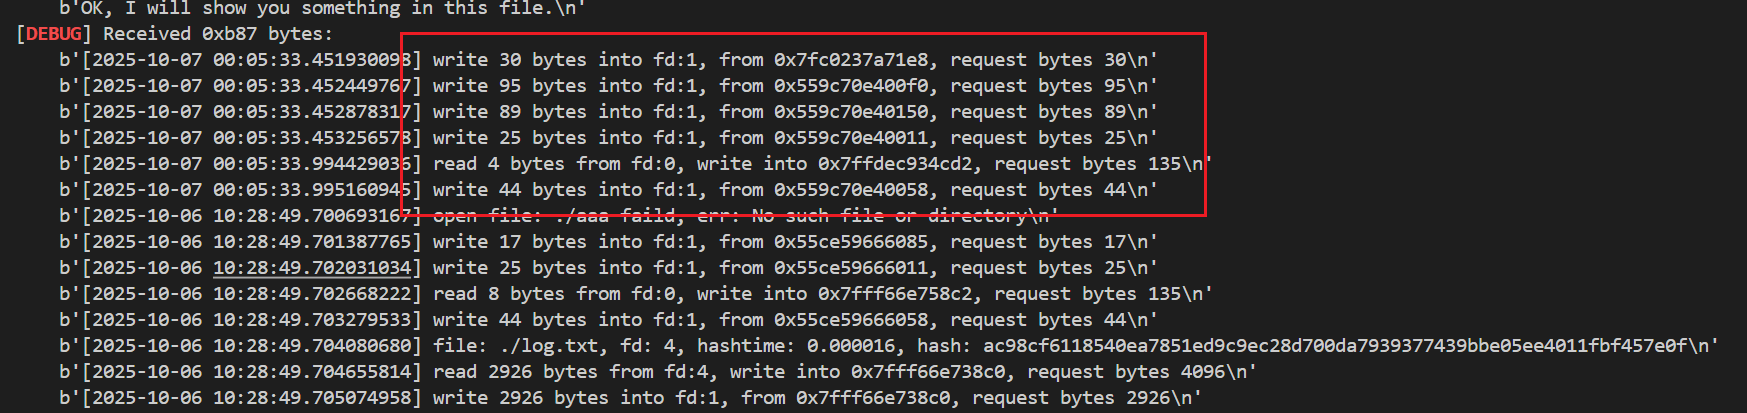 b'OK, I will show you something in this file.\n'
[DEBUG] Received 0xb87 bytes:
b'[2025-10-07 00:05:33.451930098] write 30 bytes into fd:1, from 0x7fc0237a71e8, request bytes 30\n'
b'[2025-10-07 00:05:33.452449767] write 95 bytes into fd:1, from 0x559c70e400f0, request bytes 95\n'
b'[2025-10-07 00:05:33.452878317] write 89 bytes into fd:1, from 0x559c70e40150, request bytes 89\n'
b'[2025-10-07 00:05:33.453256578] write 25 bytes into fd:1, from 0x559c70e40011, request bytes 25\n'
b'[2025-10-07 00:05:33.994429036] read 4 bytes from fd:0, write into 0x7ffdec934cd2, request bytes 135\n'
b'[2025-10-07 00:05:33.995160945] write 44 bytes into fd:1, from 0x559c70e40058, request bytes 44\n'
b'[2025-10-06 10:28:49.700693167] open file: ./aaa faild, err: No such file or directory\n'
b'[2025-10-06 10:28:49.701387765] write 17 bytes into fd:1, from 0x55ce59666085, request bytes 17\n'
b'[2025-10-06 10:28:49.702031034] write 25 bytes into fd:1, from 0x55ce59666011, request bytes 25\n'
b'[2025-10-06 10:28:49.702668222] read 8 bytes from fd:0, write into 0x7fff66e758c2, request bytes 135\n'
b'[2025-10-06 10:28:49.703279533] write 44 bytes into fd:1, from 0x55ce59666058, request bytes 44\n'
b'[2025-10-06 10:28:49.704080680] file: ./log.txt, fd: 4, hashtime: 0.000016, hash: ac98cf6118540ea7851ed9c9ec28d700da7939377439bbe05ee4011fbf457e0f\n'
b'[2025-10-06 10:28:49.704655814] read 2926 bytes from fd:4, write into 0x7fff66e738c0, request bytes 4096\n'
b'[2025-10-06 10:28:49.705074958] write 2926 bytes into fd:1, from 0x7fff66e738c0, request bytes 2926\n'